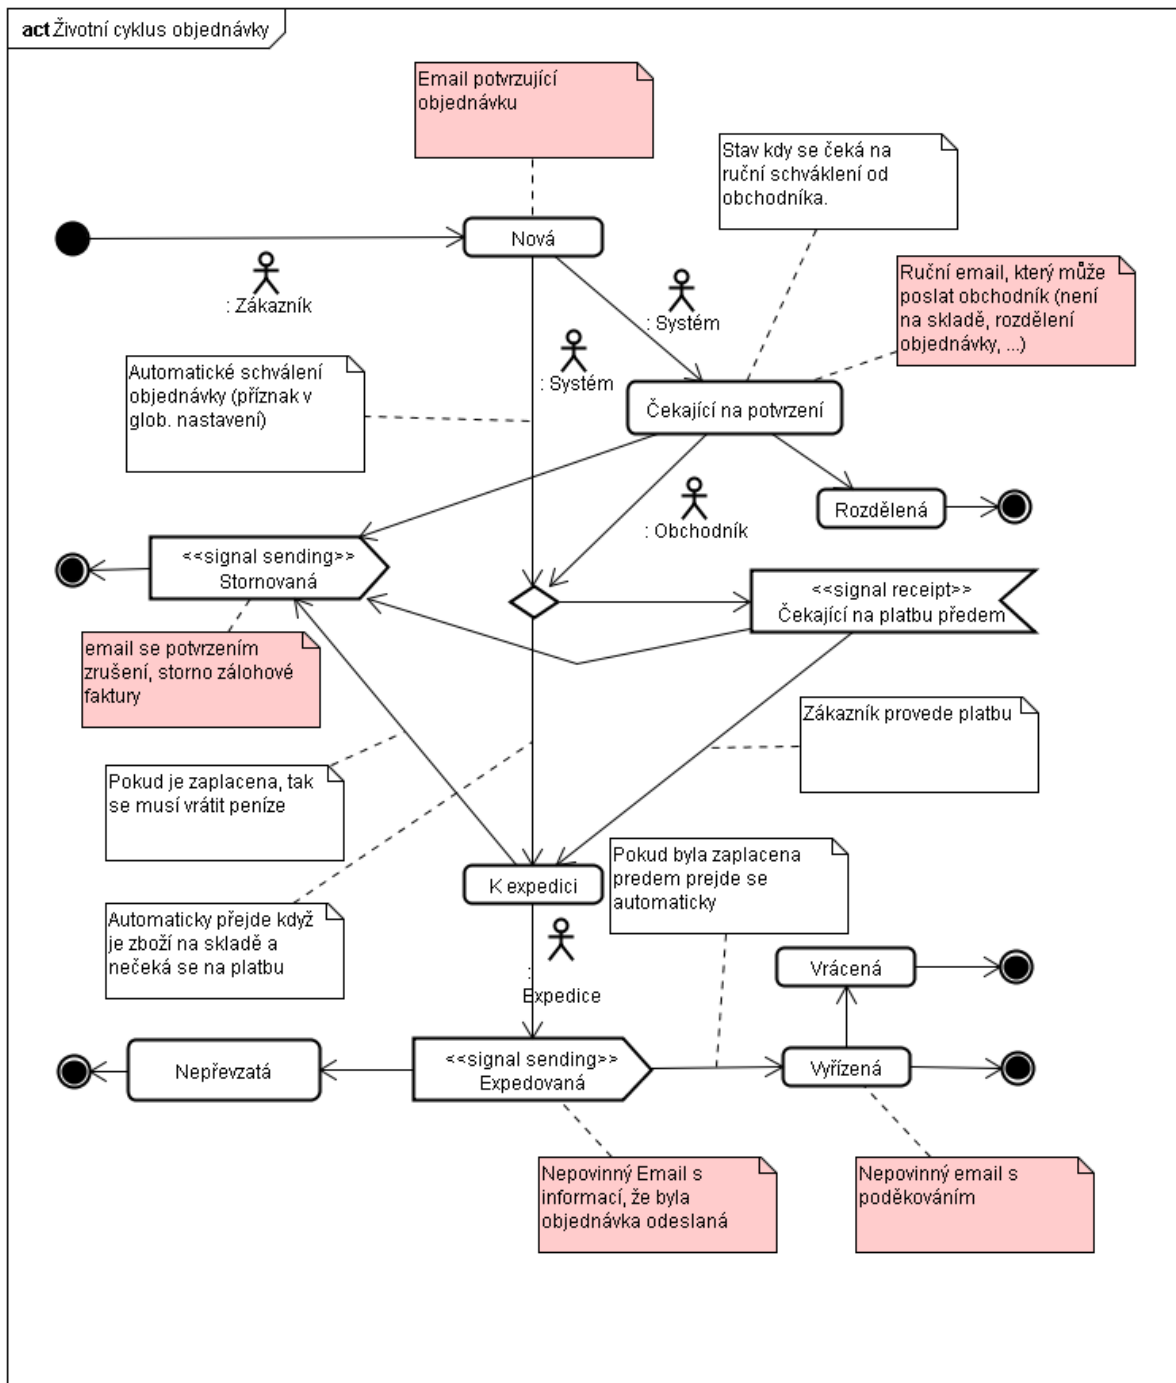 act Životní cyklus objednávky
Email potvrzující
objednávku
Stav kdy se čeká na
ruční schváklení od
obchodníka.
Nová
: Zákazník
: Systém
Ruční email, který může
poslat obchodník (není
na skladě, rozdělení
objednávky, ...)
: Systém
Automatické schválení
objednávky (příznak v
glob. nastavení)
Čekající na potvrzení
Rozdělená
: Obchodník
<<signal sending>>
Stornovaná
<<signal receipt>>
Čekající na platbu předem
email se potvrzením
zrušení, storno zálohové
faktury
Zákazník provede platbu
Pokud je zaplacena, tak
se musí vrátit peníze
Pokud byla zaplacena
predem prejde se
automaticky
K expedici
Automaticky přejde když
je zboží na skladě a
nečeká se na platbu
:
Expedice
Vrácená
<<signal sending>>
Expedovaná
Nepřevzatá
Vyřízená
Nepovinný Email s
informací, že byla
objednávka odeslaná
Nepovinný email s
poděkováním